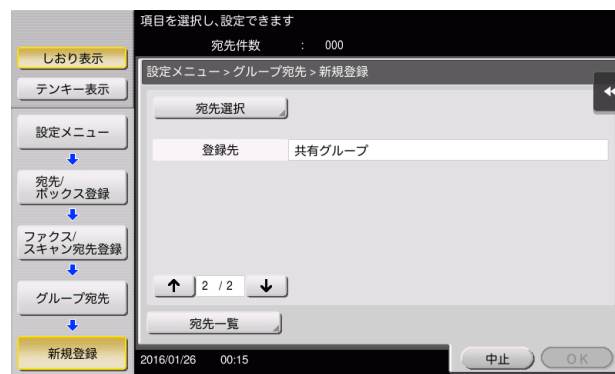 項目を選択し、設定できます
宛先件数 : 000
しおり表示
テンキー表示
設定メニュー
宛先/
ボックス登録
ファクス/
スキャン宛先登録
グループ宛先
新規登録
設定メニュー > グループ宛先 > 新規登録
宛先選択
登録先 共有グループ
2 / 2
宛先一覧
2016/01/26 00:15
中止
OK